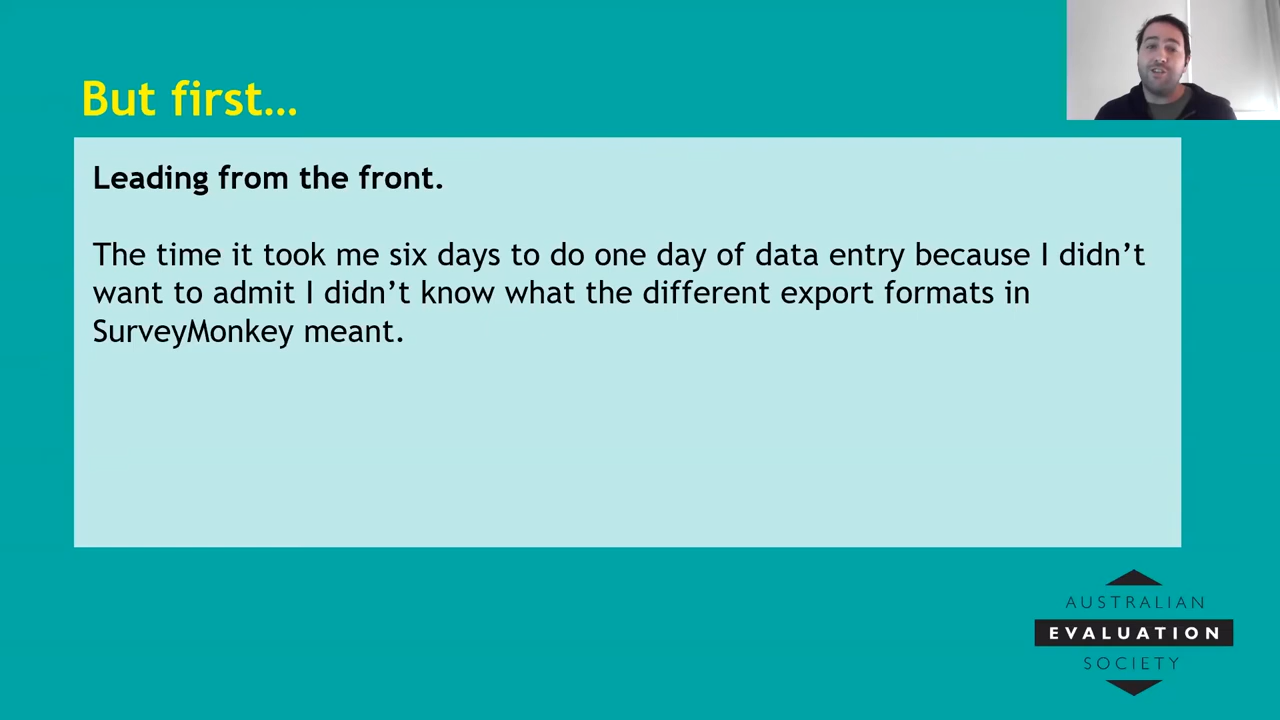 But first...
Leading from the front.
The time it took me six days to do one day of data entry because I didn’t
want to admit I didn’t know what the different export formats in
SurveyMonkey meant.
AUSTRALIAN
EVALUATION
SOCIETY